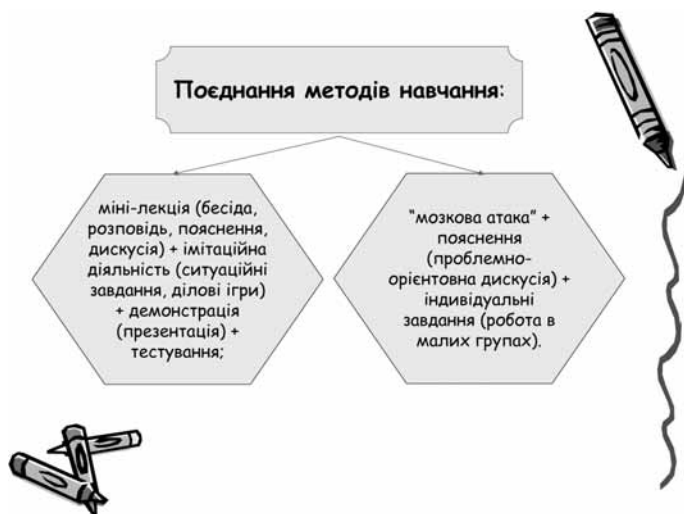 Поєднання методів навчання:
міні-лекція (бесіда,
розповідь, пояснення,
дискусія) + імітаційна
діяльність (ситуаційні
завдання, ділові ігри)
+ демонстрація
(презентація) +
тестування;
“мозкова атака” +
пояснення
(проблемно-
орієнтовна дискусія) +
індивідуальні
завдання (робота в
малих групах).